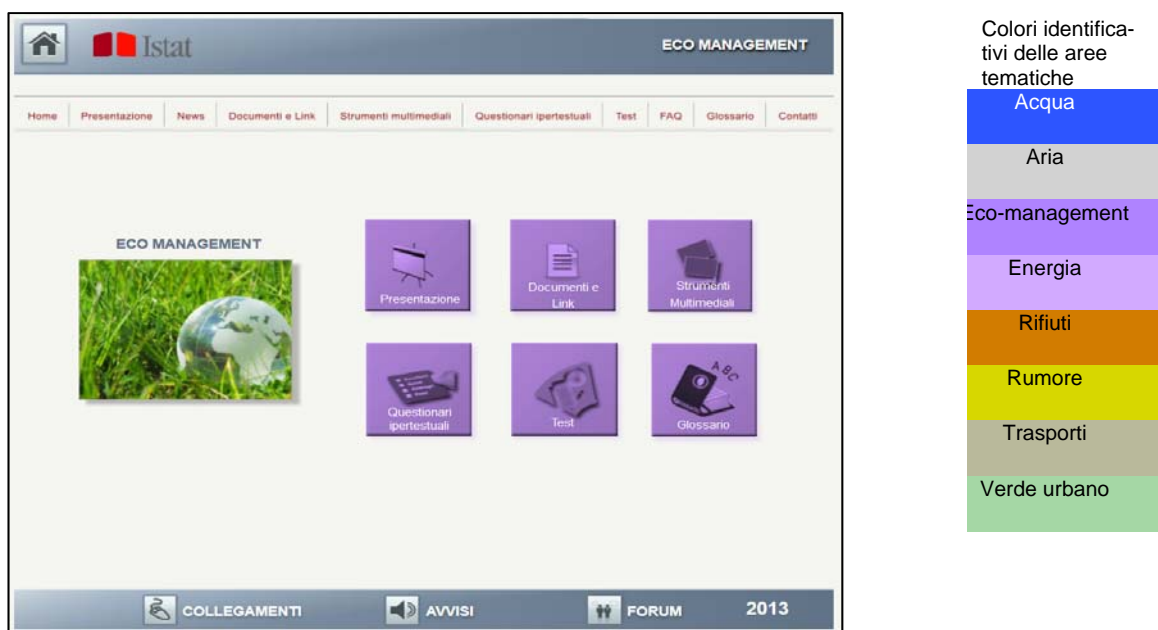 Istat
ECO MANAGEMENT
Home Presentazione News Documenti e Link Strumenti multimediali Questionari ipertestuali Test FAQ Glossario Contatti
ECO MANAGEMENT
Presentazione
Documenti e
Link
Strumenti
Multimediali
Questionari
ipertestuali
Test
ABC
Glossario
COLLEGAMENTI
AVVISI
FORUM
2013
Colori identifica-
tivi delle aree
tematiche
Acqua
Aria
Eco-management
Energia
Rifiuti
Rumore
Trasporti
Verde urbano